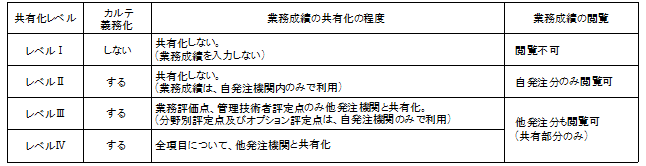 共有化レベル
カルテ
義務化
業務成績の共有化の程度
業務成績の閲覧
レベルⅠ
しない
共有化しない。
(業務成績を入力しない)
閲覧不可
レベルⅡ
する
共有化しない。
(業務成績は、自発注機関内のみで利用)
自発注分のみ閲覧可
レベルⅢ
する
業務評価点、管理技術者評定点のみ他発注機関と共有化。
(分野別評定点及びオプション評定点は、自発注機関のみで利用)
他発注分も閲覧可
(共有部分のみ)
レベルⅣ
する
全項目について、他発注機関と共有化